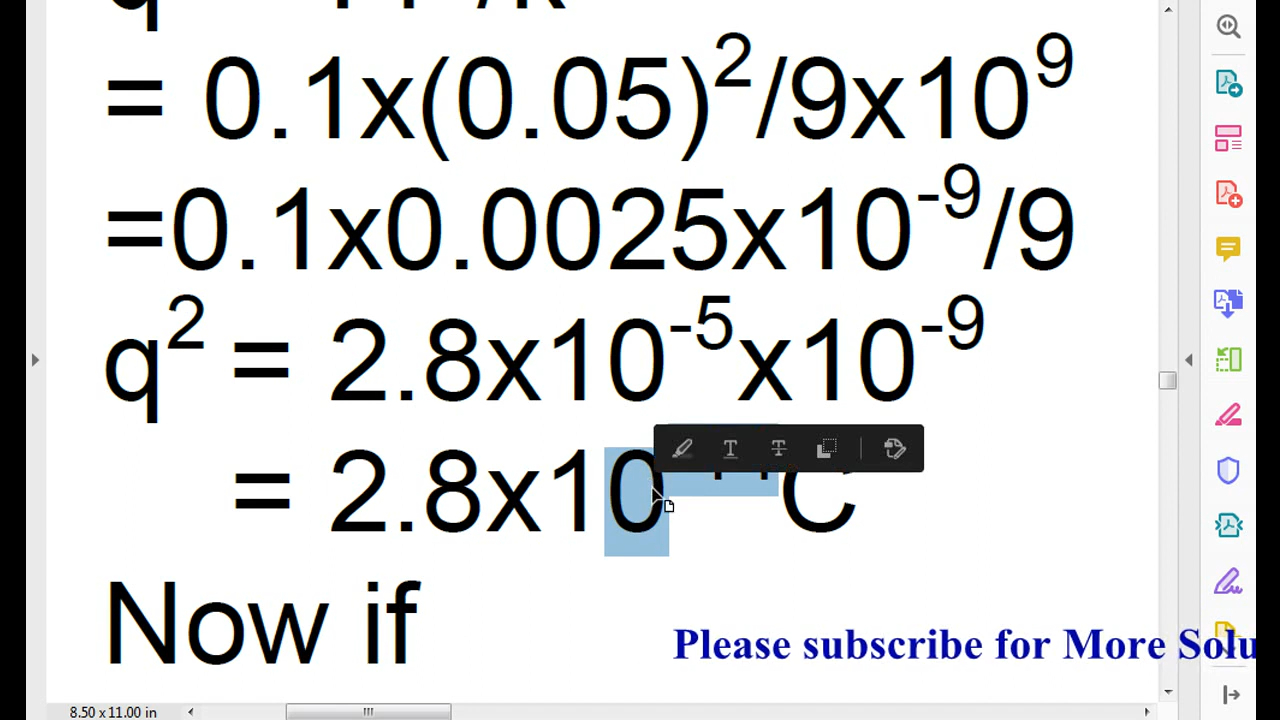 = 0.1x(0.05)²/9x10⁹
=0.1x0.0025x10⁻⁹/9
q² = 2.8x10⁻⁵x10⁻⁹
= 2.8x10 C
Now if
Please subscribe for More Solu
8.50 x 11.00 in